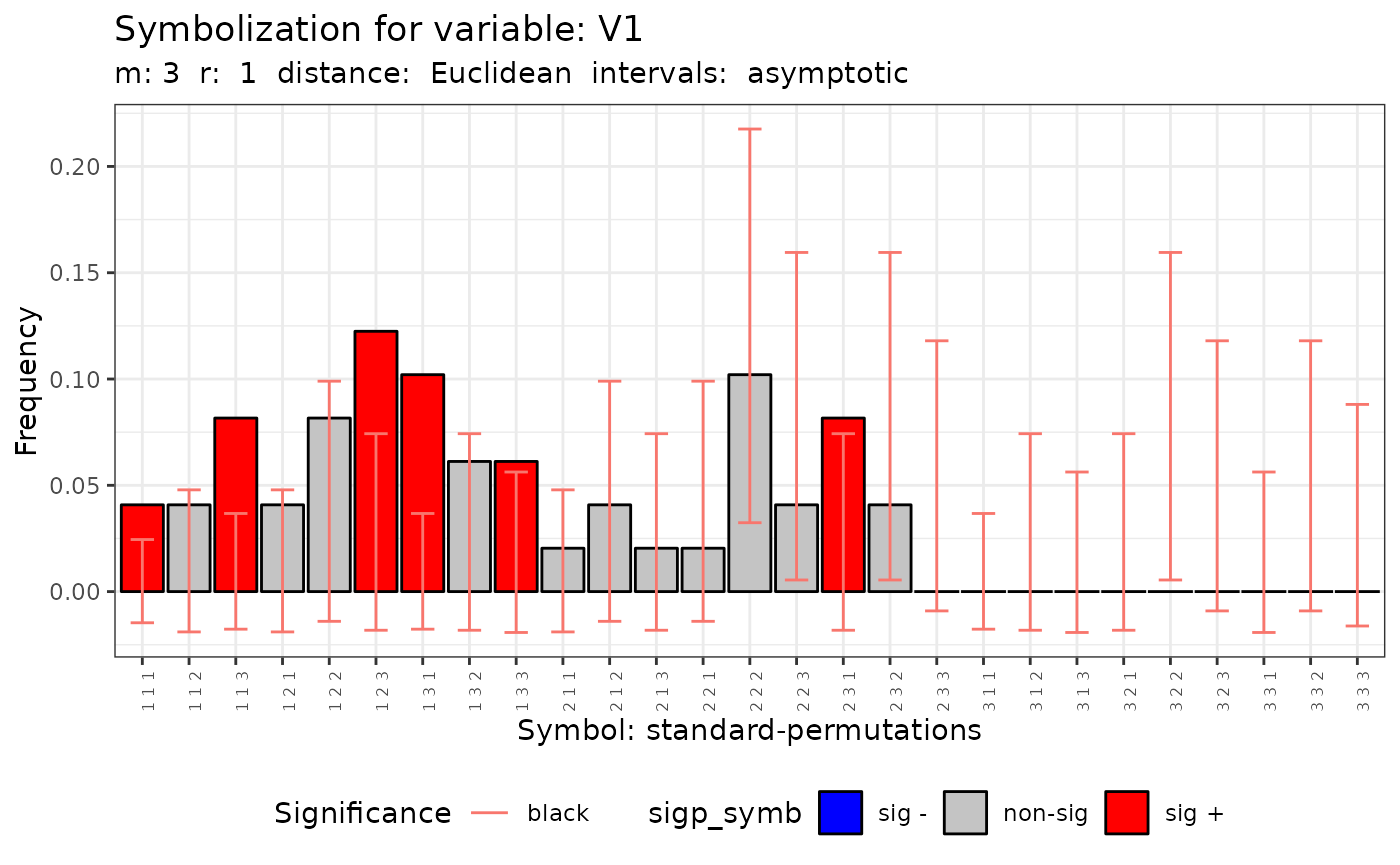 Symbolization for variable: V1
m: 3 r: 1 distance: Euclidean intervals: asymptotic
Frequency
0.20
0.15
0.10
0.05
0.00
1 1 1
1 1 2
1 1 3
1 2 1
1 2 2
1 2 3
1 3 1
1 3 2
1 3 3
2 1 1
2 1 2
2 1 3
2 2 1
2 2 2
2 2 3
2 3 1
2 3 2
2 3 3
3 1 1
3 1 2
3 1 3
3 2 1
3 2 2
3 2 3
3 3 1
3 3 2
3 3 3
Symbol: standard-permutations
Significance black sigp_symb sig - non-sig sig +